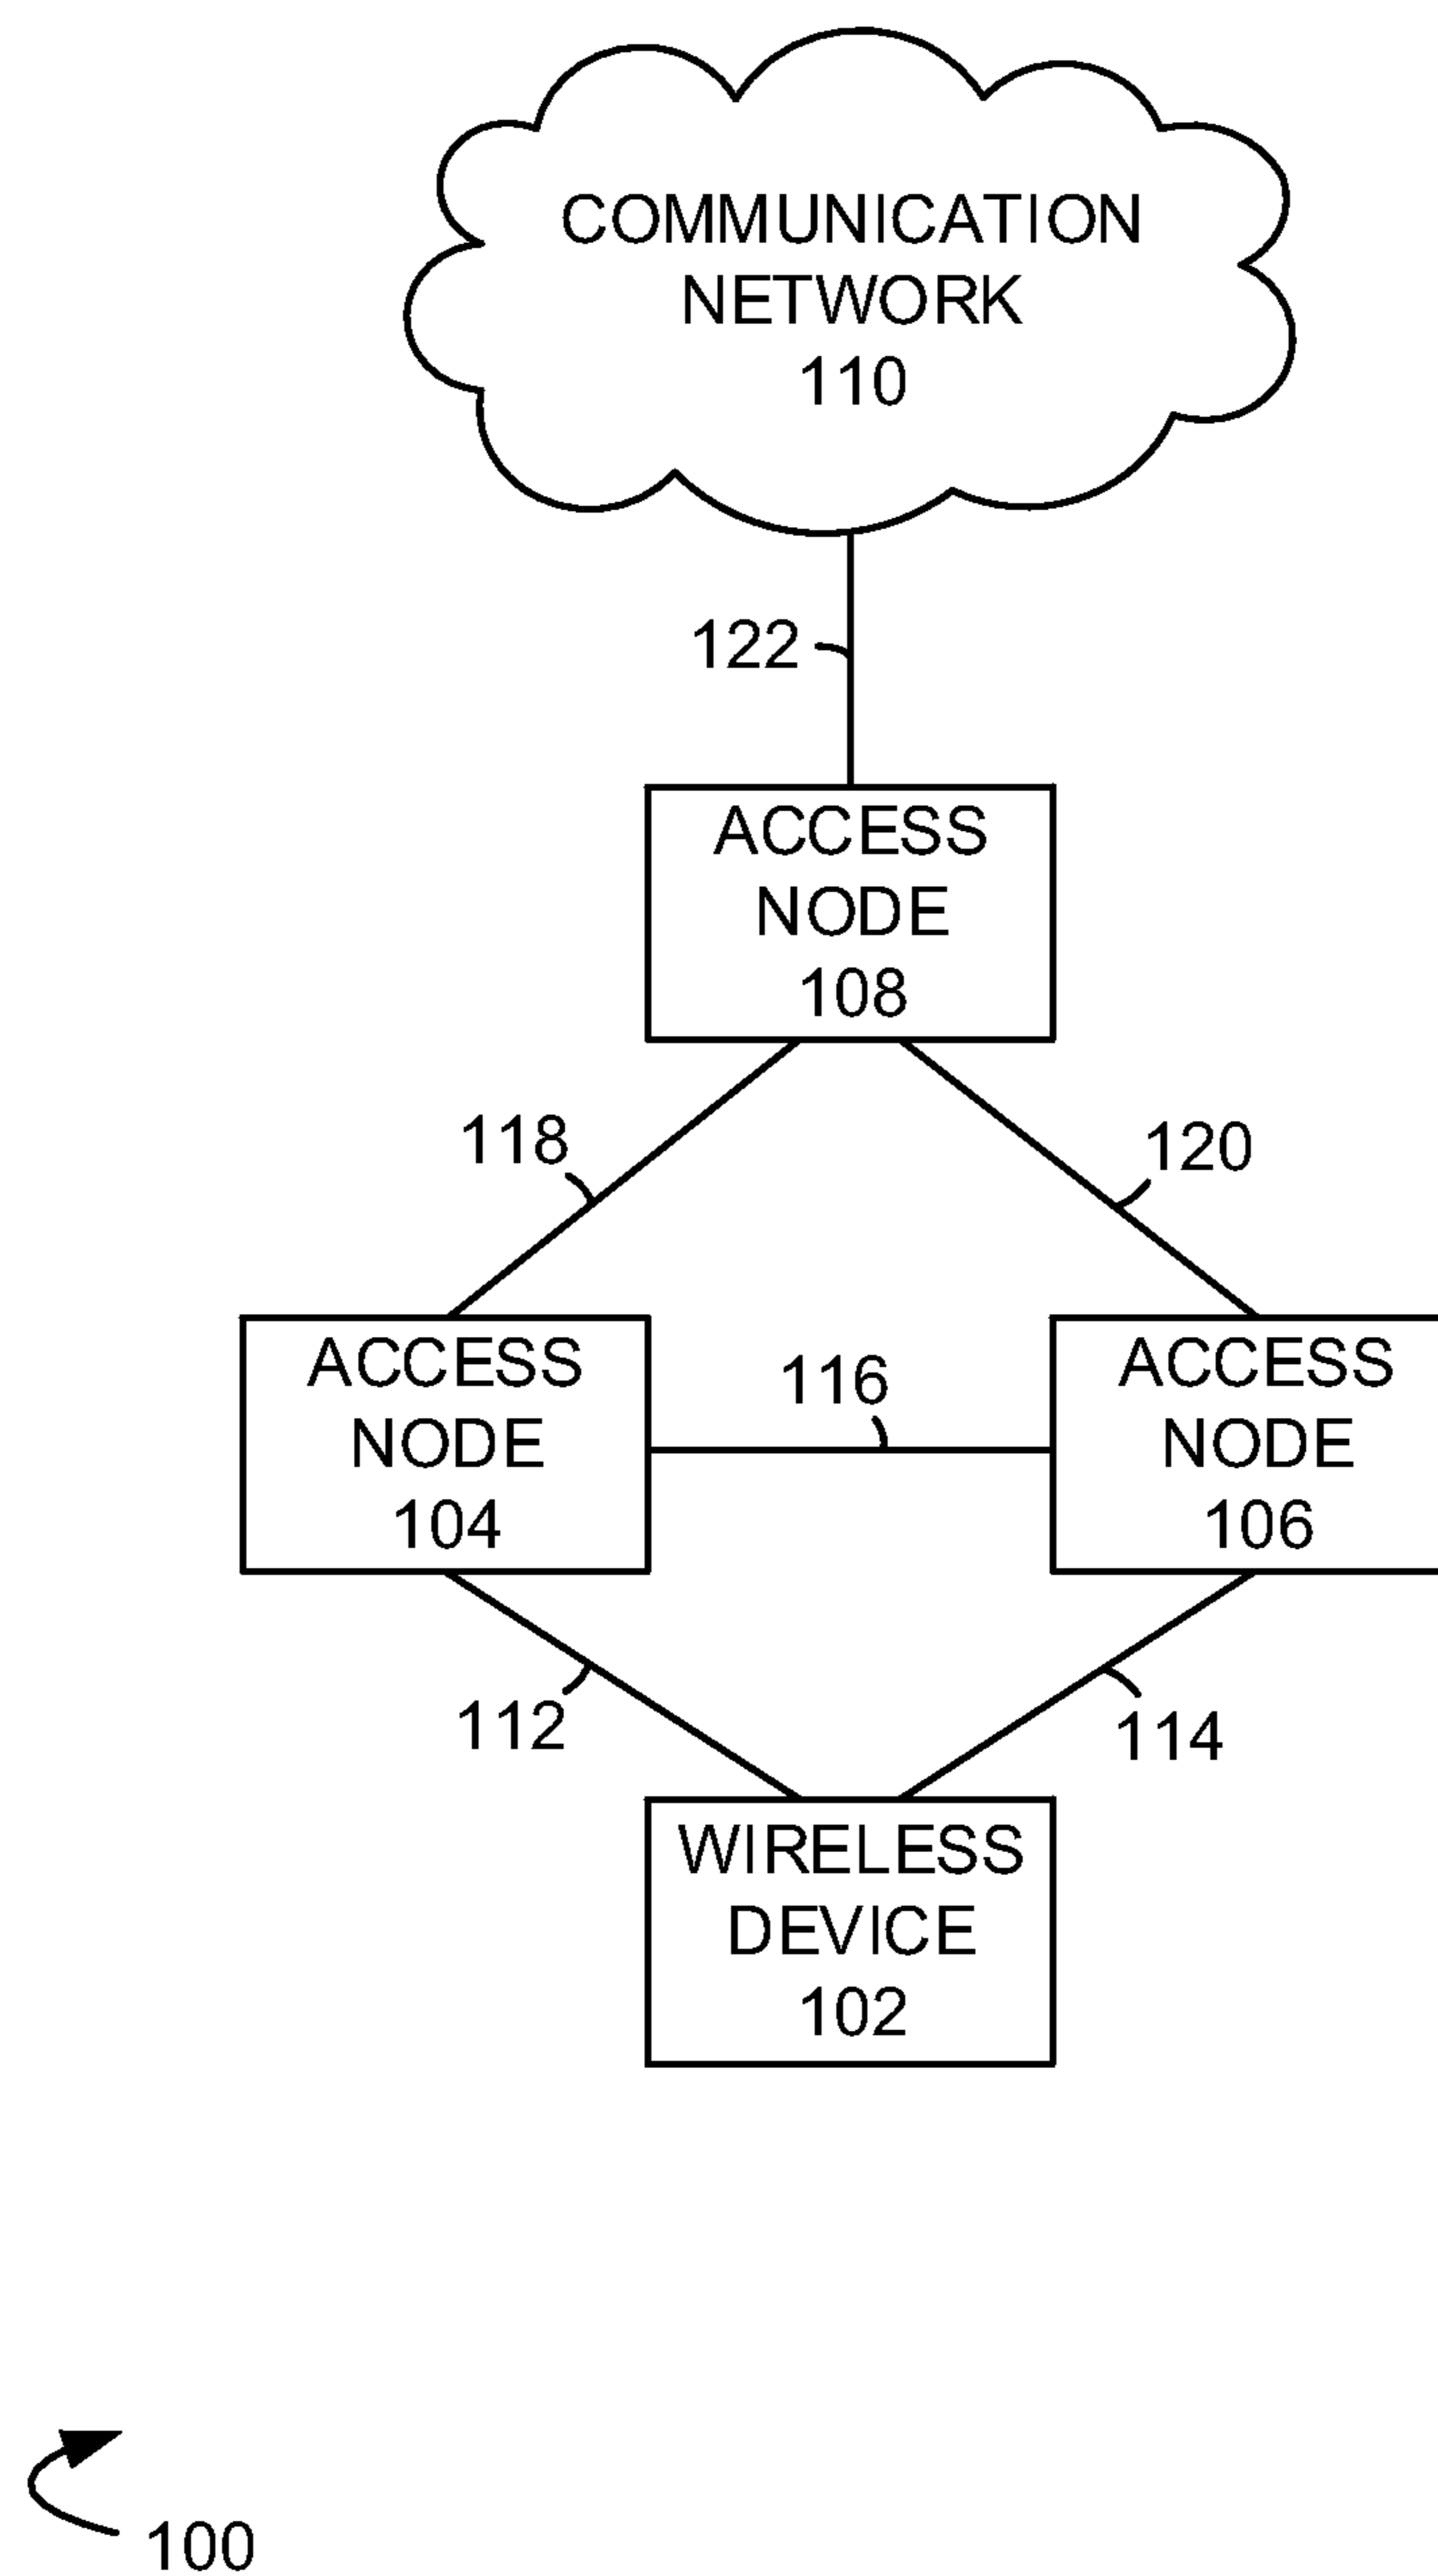 COMMUNICATION
NETWORK
110
122
ACCESS
NODE
108
118
120
ACCESS
NODE
104
116
ACCESS
NODE
106
112
114
WIRELESS
DEVICE
102
100